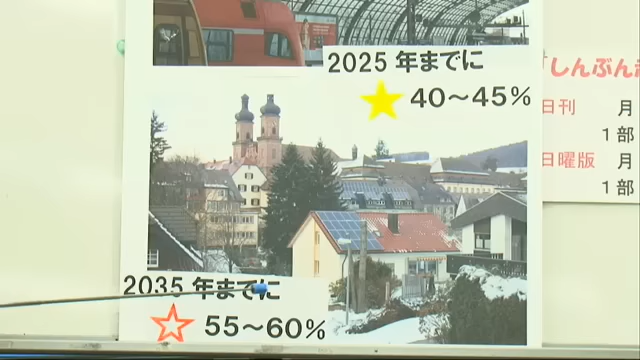 2025 年までに
40～45%
しんぶん
日刊 月
1部
日曜版 月
1部
2035 年までに
55～60%